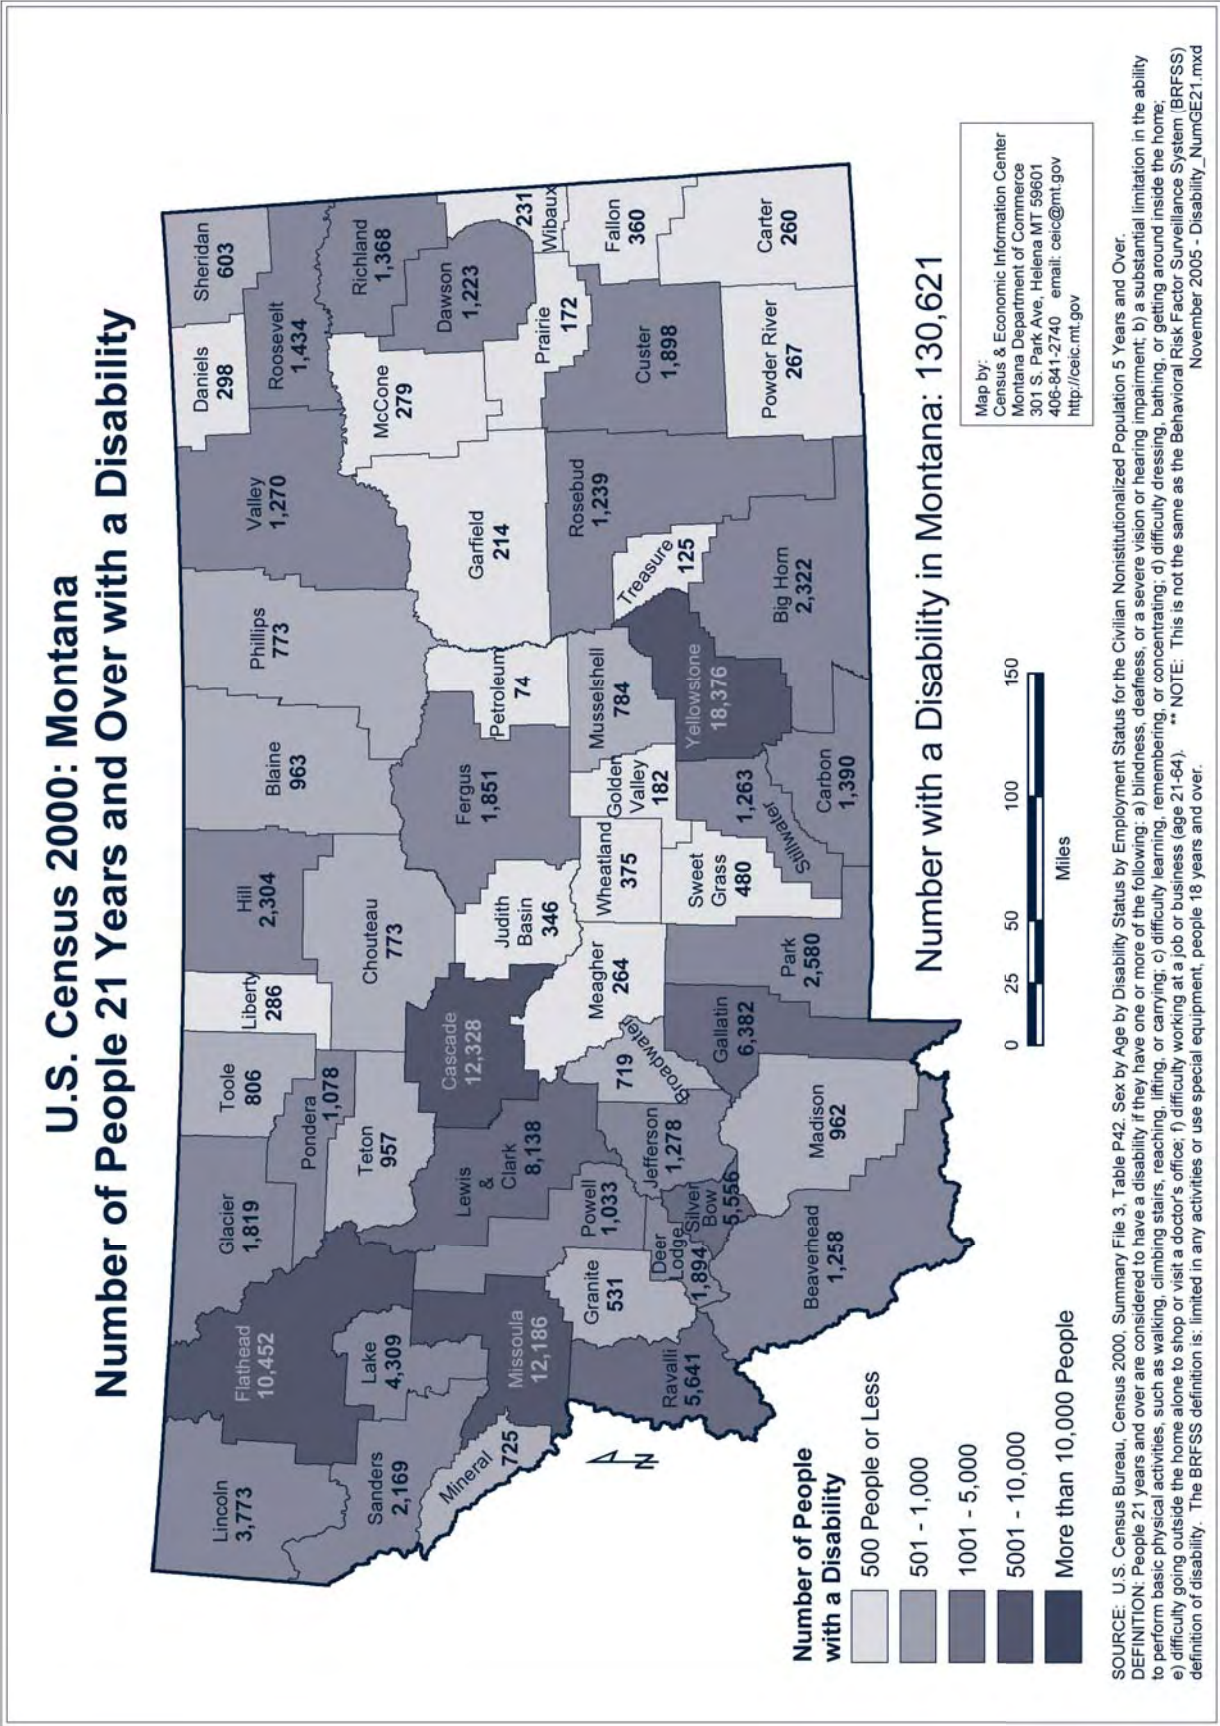 U.S. Census 2000: Montana
Number of People 21 Years and Over with a Disability
Lincoln
3,773
Flathead
10,452
Glacier
1,819
Toole
806
Liberty
286
Hill
2,304
Blaine
963
Phillips
773
Valley
1,270
Daniels
298
Sheridan
603
Roosevelt
1,434
Sanders
2,169
Lake
4,309
Pondera
1,078
Teton
957
Chouteau
773
Richland
1,368
McCone
279
Dawson
1,223
Mineral
725
Missoula
12,186
Lewis
&
Clark
8,138
Cascade
12,328
Judith
Basin
346
Fergus
1,851
Petroleum
74
Garfield
214
Prairie
172
231
Wibaux
Powell
1,033
Granite
531
Meagher
264
Wheatland
375
Golden
Valley
182
Musselshell
784
Rosebud
1,239
Treasure
125
Custer
1,898
Fallon
360
Ravalli
5,641
Deer
Lodge
1,894
Silver
Bow
5,556
Jefferson
1,278
719
Broadwater
Gallatin
6,382
Park
2,580
Sweet
Grass
480
1,263
Stillwater
Yellowstone
18,376
Big Horn
2,322
Carbon
1,390
Powder River
267
Carter
260
Beaverhead
1,258
Madison
962
N
Number with a Disability in Montana: 130,621
Number of People
with a Disability
500 People or Less
501 - 1,000
1001 - 5,000
5001 - 10,000
More than 10,000 People
0 25 50 100 150
Miles
Map by:
Census & Economic Information Center
Montana Department of Commerce
301 S. Park Ave, Helena MT 59601
406-841-2740 email: ceic@mt.gov
http://ceic.mt.gov
SOURCE: U.S. Census Bureau, Census 2000, Summary File 3, Table P42. Sex by Age by Disability Status by Employment Status for the Civilian Nonistitutionalized Population 5 Years and Over.
DEFINITION: People 21 years and over are considered to have a disability if they have one or more of the following: a) blindness, deafness, or a severe vision or hearing impairment; b) a substantial limitation in the ability
to perform basic physical activities, such as walking, climbing stairs, reaching, lifting, or carrying; c) difficulty learning, remembering, or concentrating; d) difficulty dressing, bathing, or getting around inside the home;
e) difficulty going outside the home alone to shop or visit a doctor's office; f) difficulty working at a job or business (age 21-64). ** NOTE: This is not the same as the Behavioral Risk Factor Surveillance System (BRFSS)
definition of disability. The BRFSS definition is: limited in any activities or use special equipment, people 18 years and over.
November 2005 - Disability_NumGE21.mxd